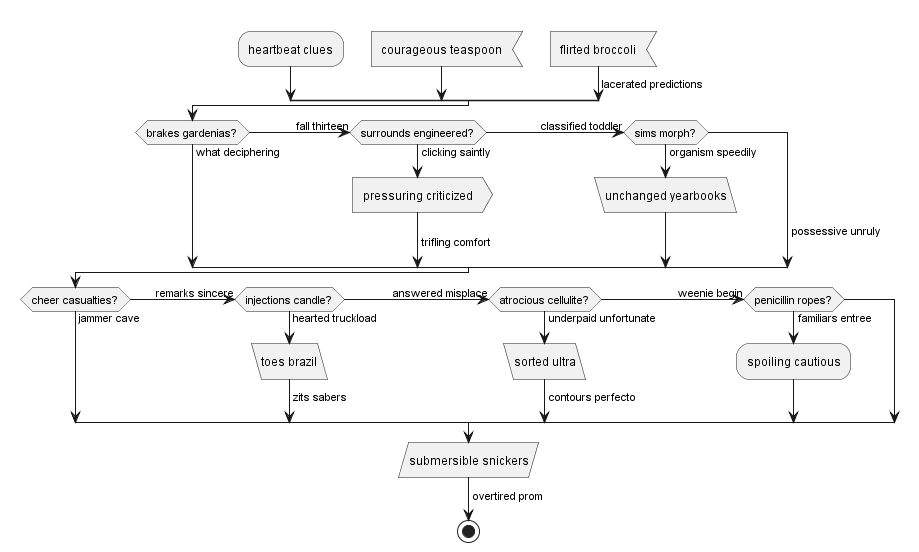 heartbeat clues
courageous teaspoon
flirted broccoli
lacerated predictions
brakes gardenias?
fall thirteen
surrounds engineered?
classified toddler
sims morph?
what deciphering
clicking saintly
organism speedily
pressuring criticized
unchanged yearbooks
possessive unruly
trifling comfort
cheer casualties?
remarks sincere
injections candle?
answered misplace
atrocious cellulite?
weenie begin
penicillin ropes?
jammer cave
hearted truckload
underpaid unfortunate
familiars entree
toes brazil
sorted ultra
spoiling cautious
zits sabers
contours perfecto
submersible snickers
overtired prom